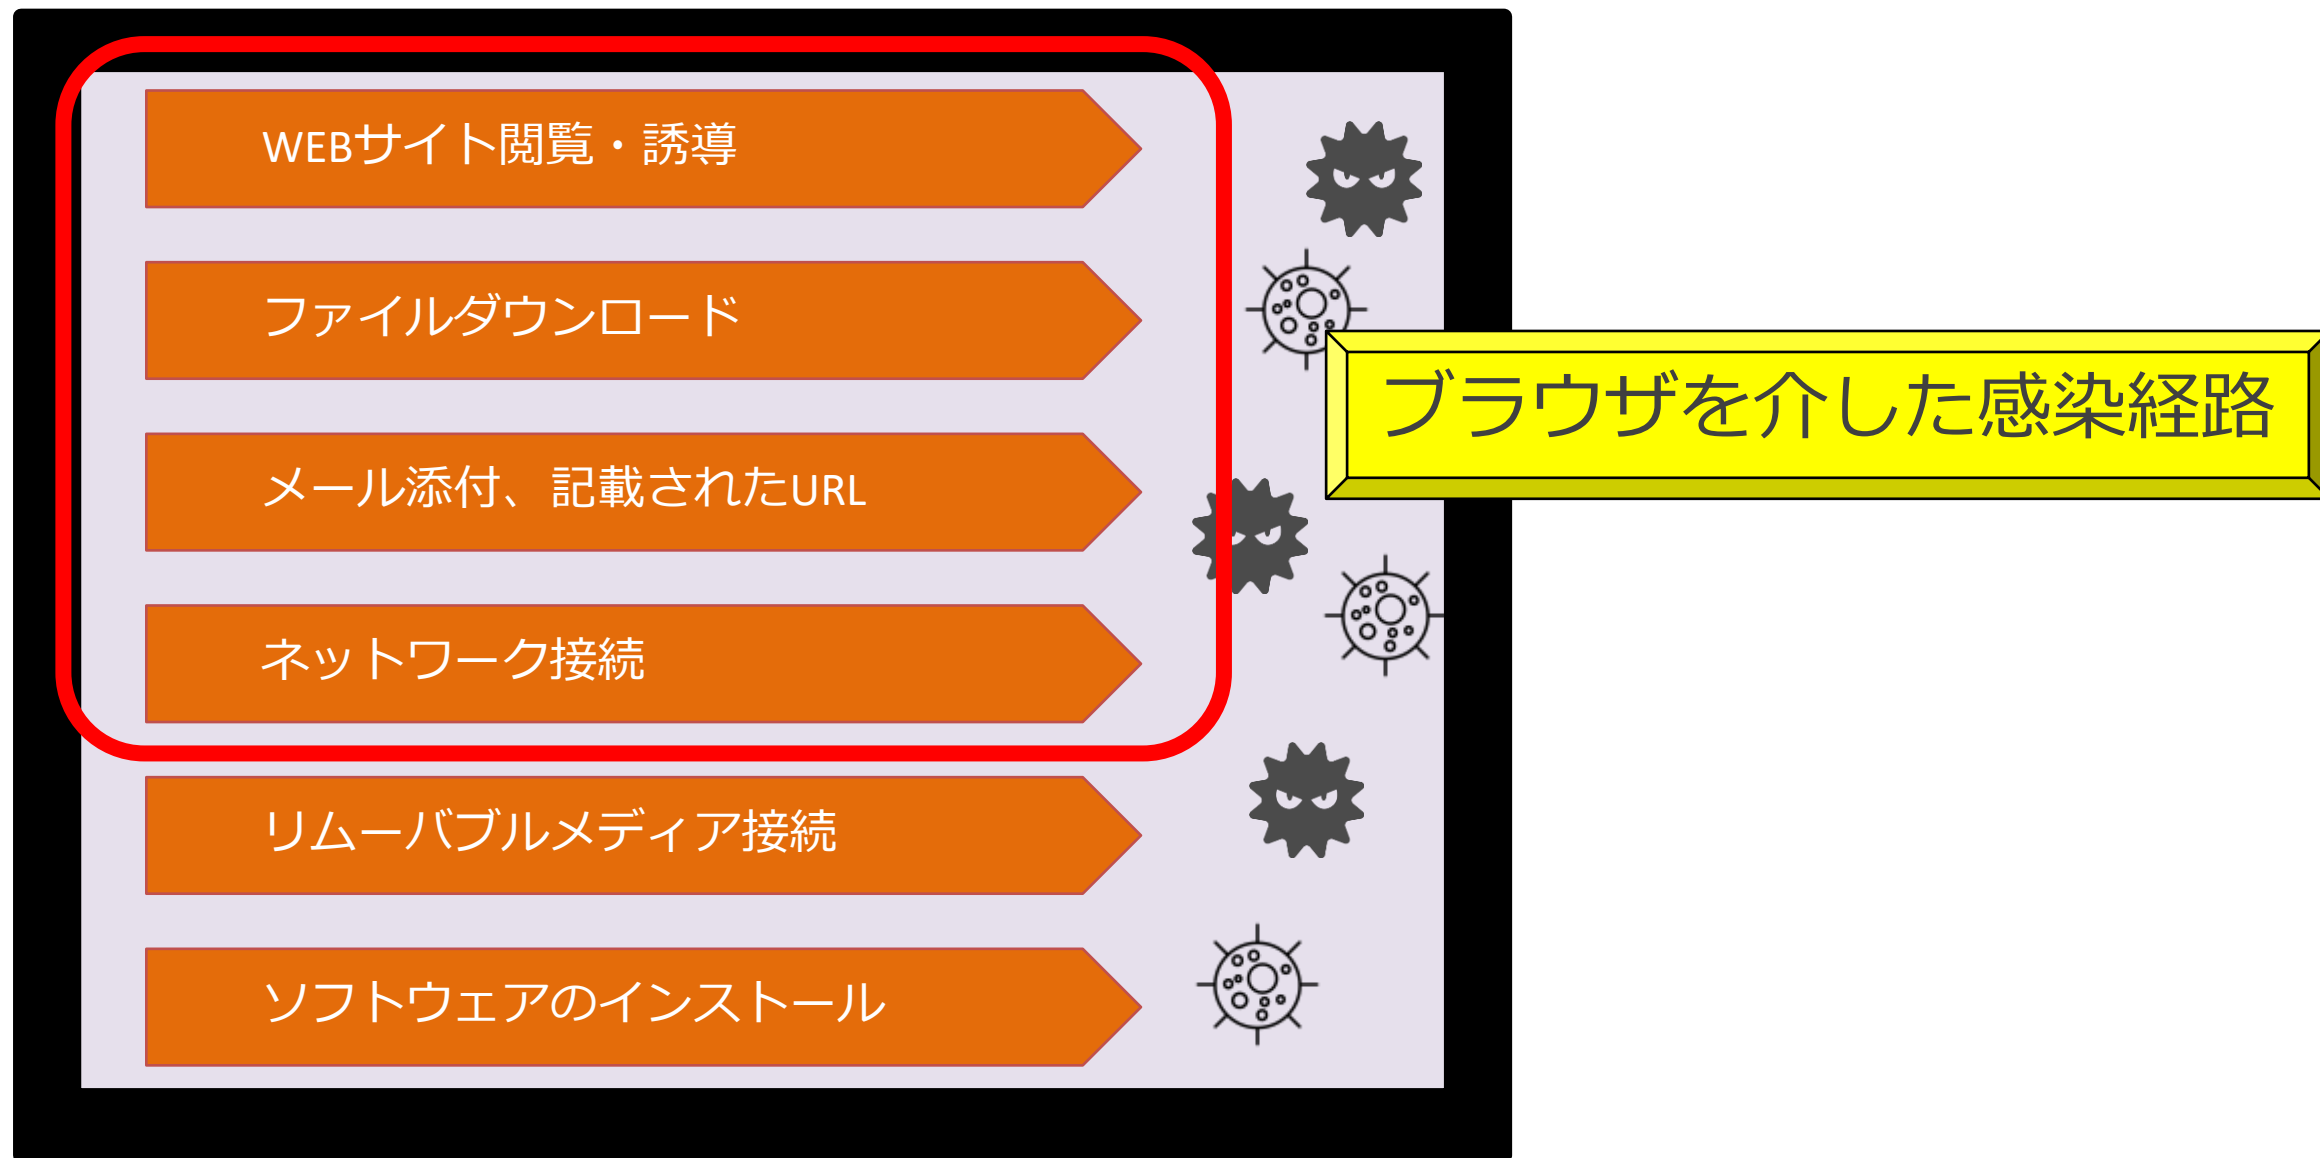 WEBサイト閲覧・誘導
ファイルダウンロード
メール添付、記載されたURL
ネットワーク接続
リムーバブルメディア接続
ソフトウェアのインストール
ブラウザを介した感染経路